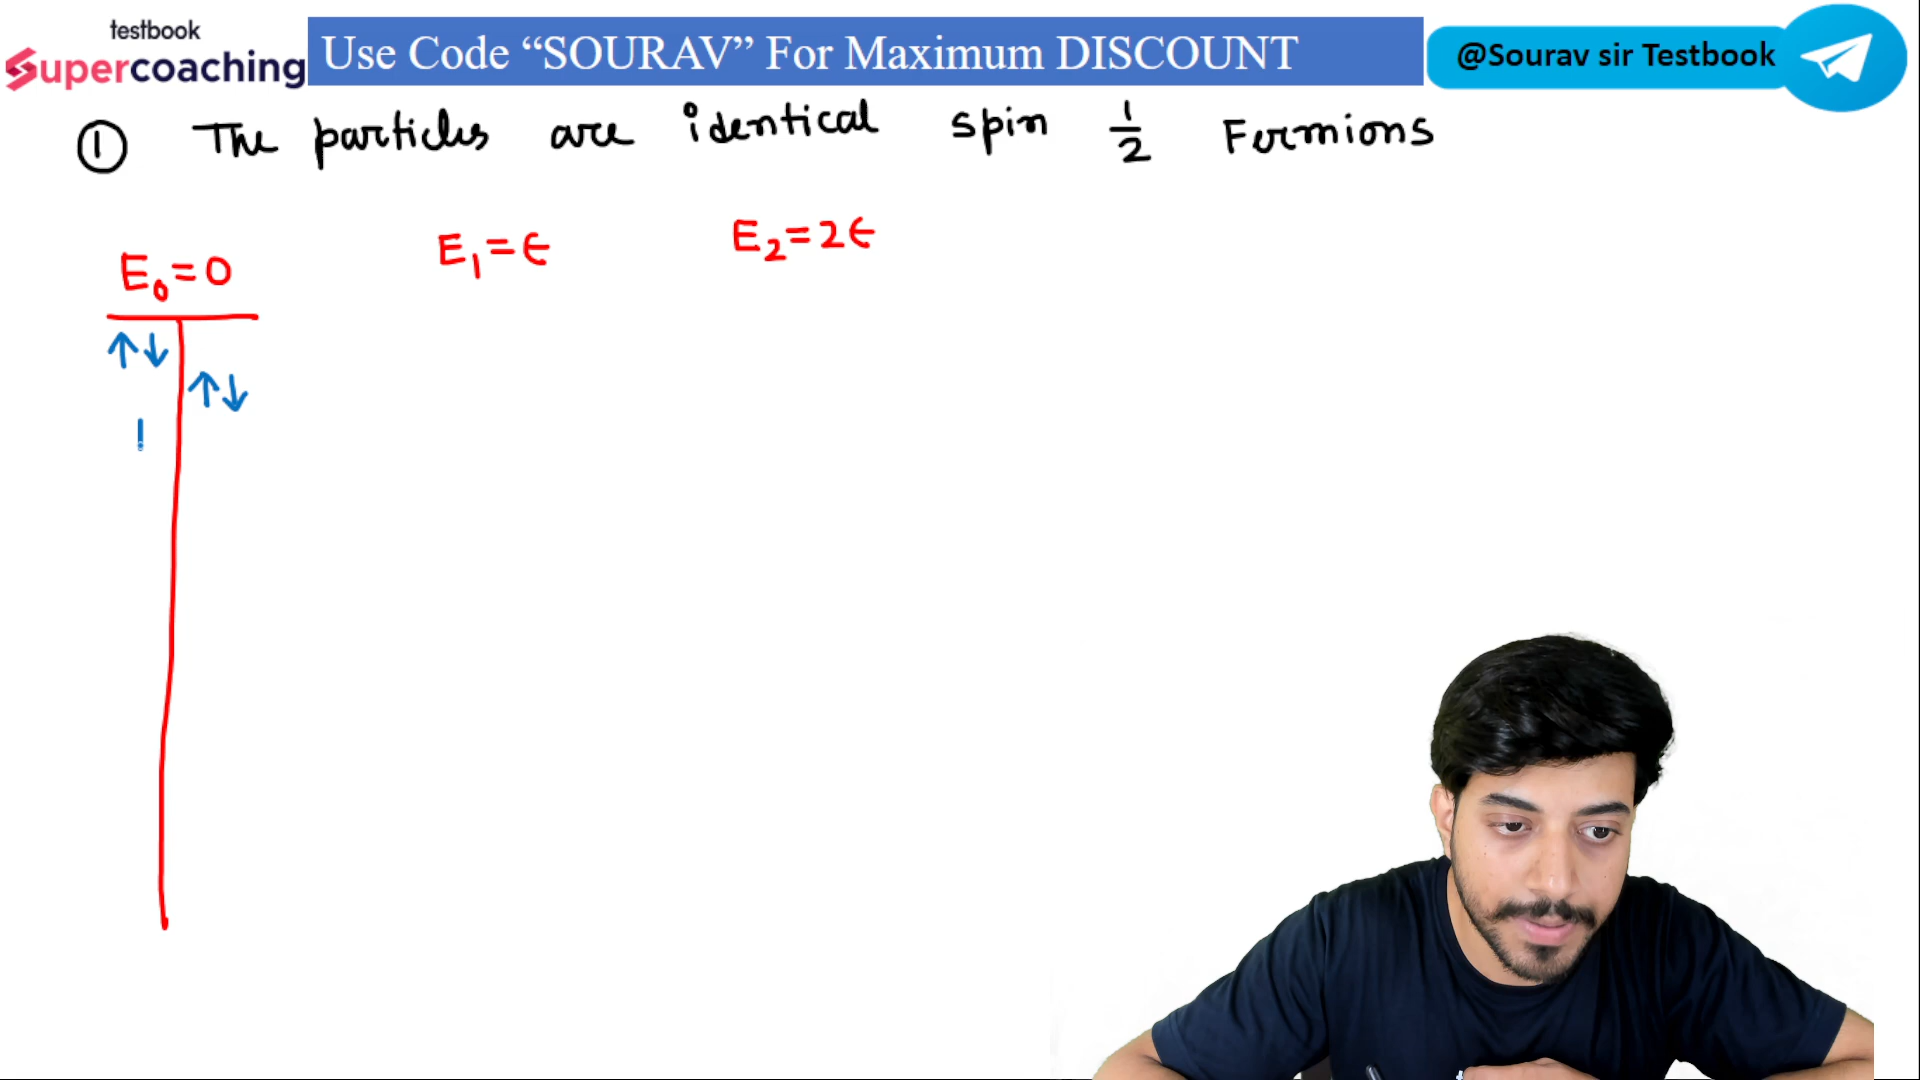 testbook
Supercoaching
Use Code “SOURAV” For Maximum DISCOUNT
@Sourav sir Testbook
① The particles are identical spin 1/2 Fermions
E₀=0 E₁=∈ E₂=2∈
↑↓
↑↓